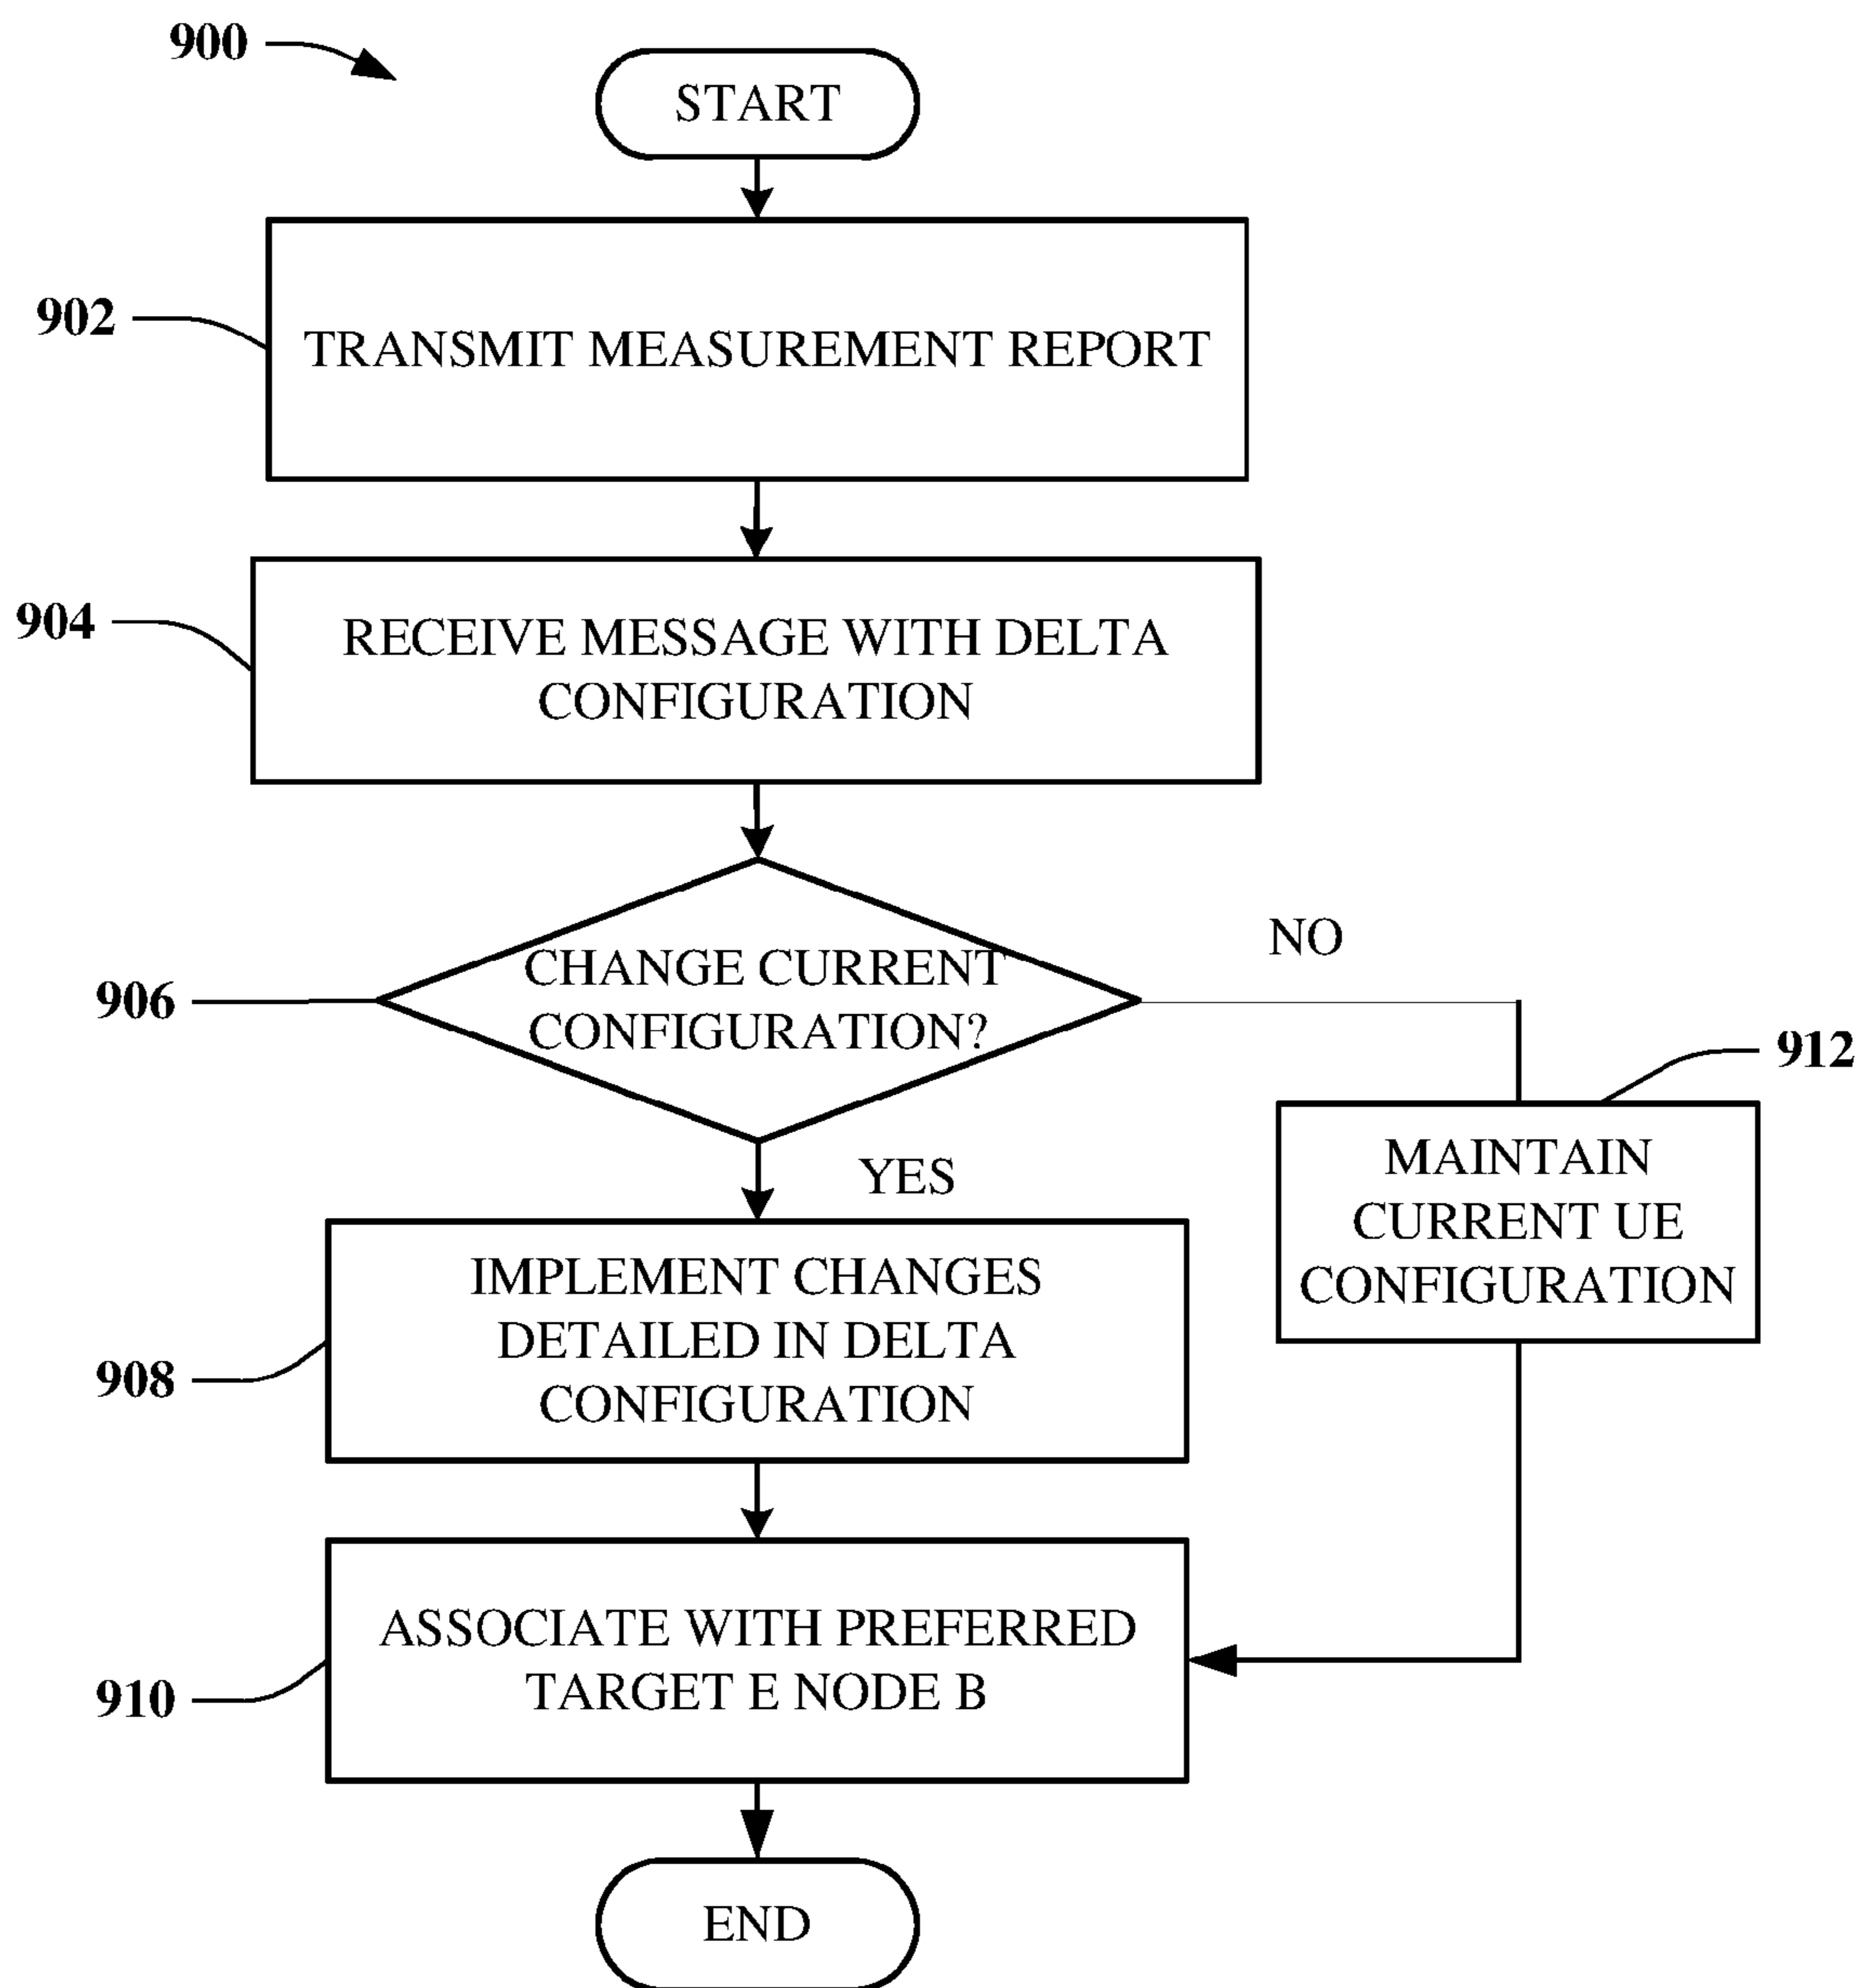 900
START
902
TRANSMIT MEASUREMENT REPORT
904
RECEIVE MESSAGE WITH DELTA
CONFIGURATION
906
CHANGE CURRENT
CONFIGURATION?
NO
912
MAINTAIN
CURRENT UE
CONFIGURATION
YES
908
IMPLEMENT CHANGES
DETAILED IN DELTA
CONFIGURATION
910
ASSOCIATE WITH PREFERRED
TARGET E NODE B
END